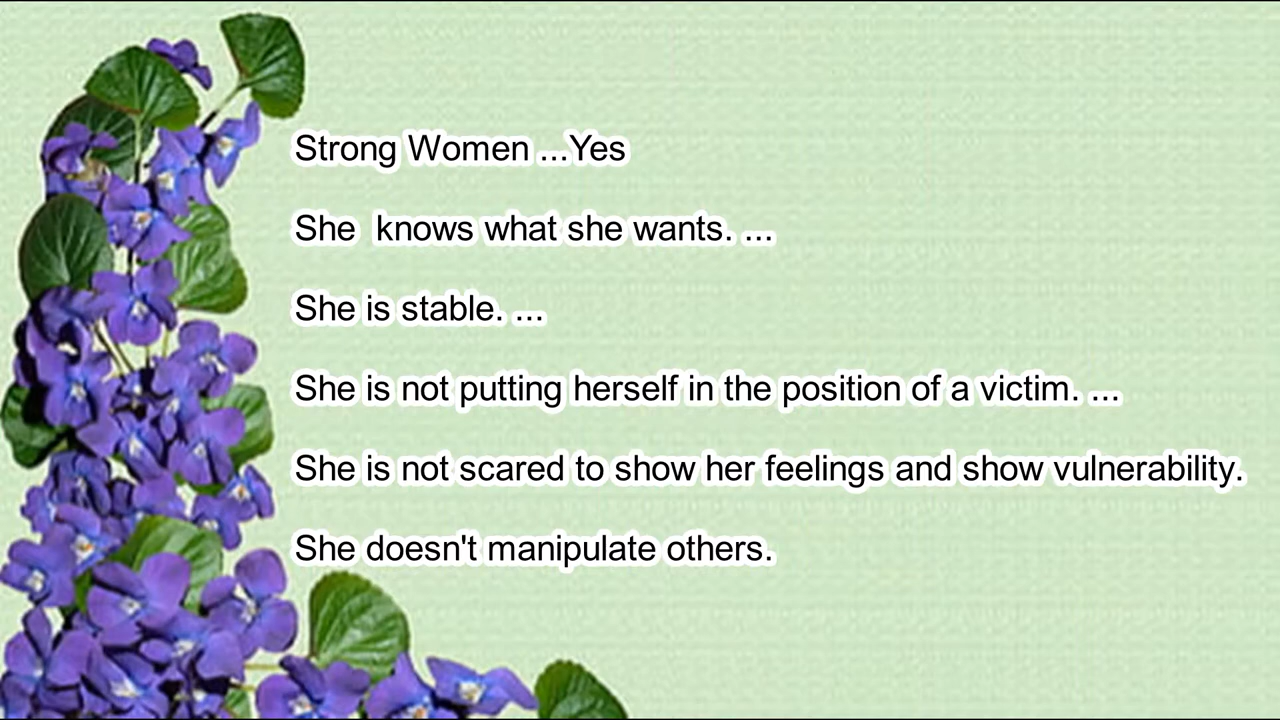 Strong Women ...Yes
She  knows what she wants. ...
She is stable. ...
She is not putting herself in the position of a victim. ...
She is not scared to show her feelings and show vulnerability.
She doesn't manipulate others.